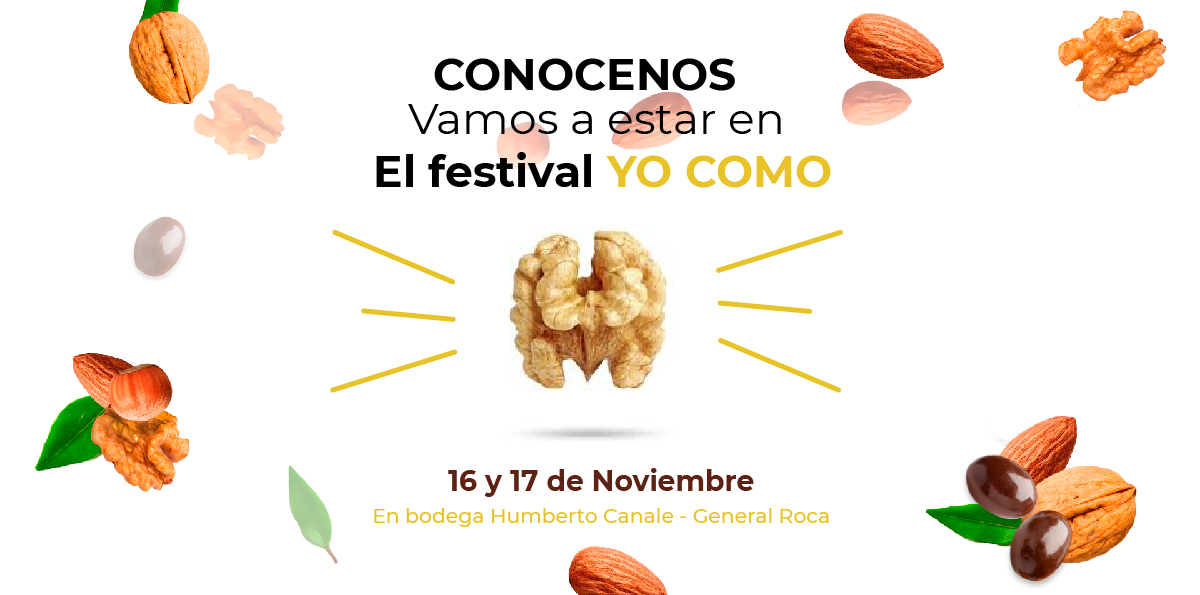 CONOCENOS
Vamos a estar en
El festival YO COMO
16 y 17 de Noviembre
En bodega Humberto Canale - General Roca